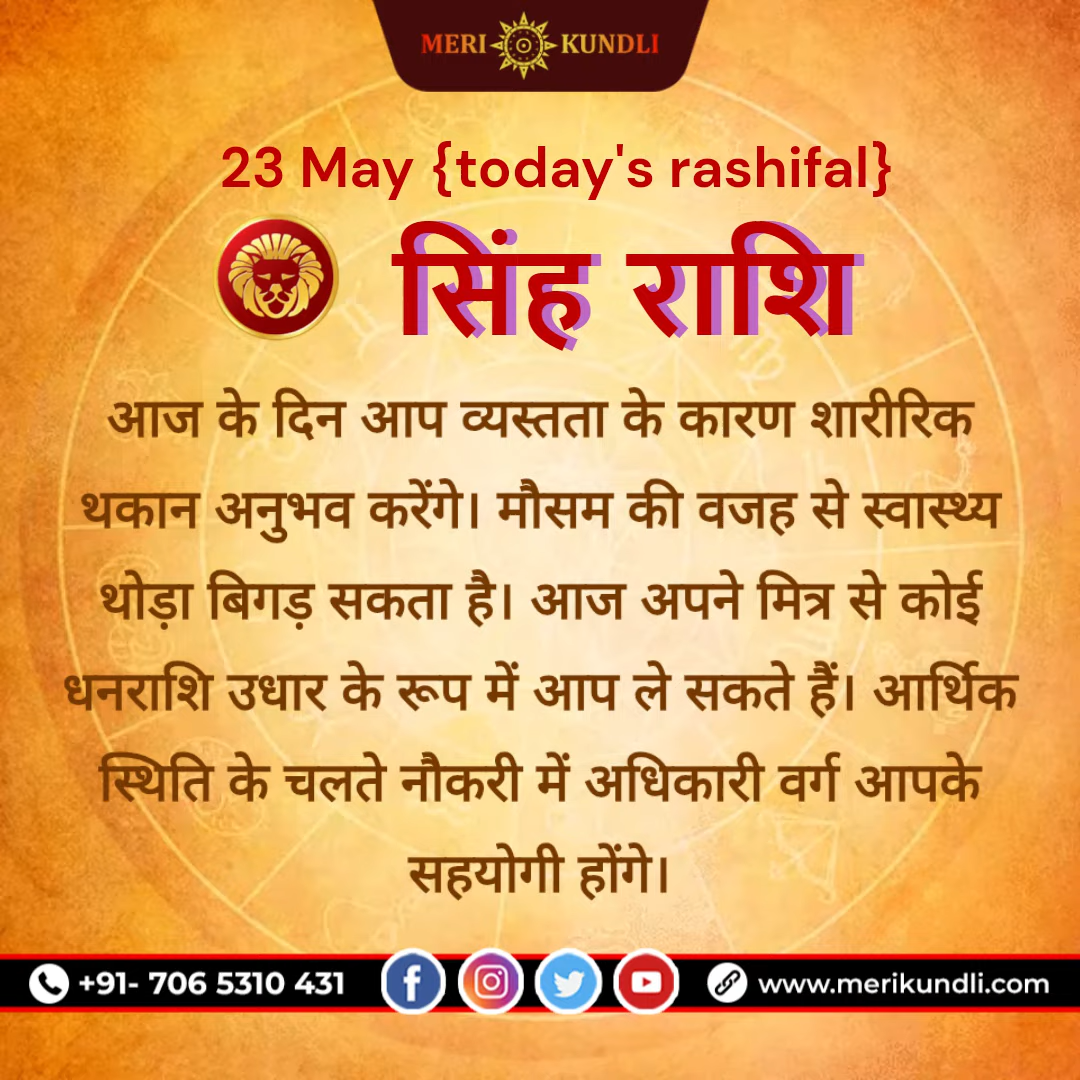 MERI KUNDLI
23 May {today's rashifal}
सिंह राशि
आज के दिन आप व्यस्तता के कारण शारीरिक
थकान अनुभव करेंगे। मौसम की वजह से स्वास्थ्य
थोड़ा बिगड़ सकता है। आज अपने मित्र से कोई
धनराशि उधार के रूप में आप ले सकते हैं। आर्थिक
स्थिति के चलते नौकरी में अधिकारी वर्ग आपके
सहयोगी होंगे।
+91- 706 5310 431 www.merikundli.com